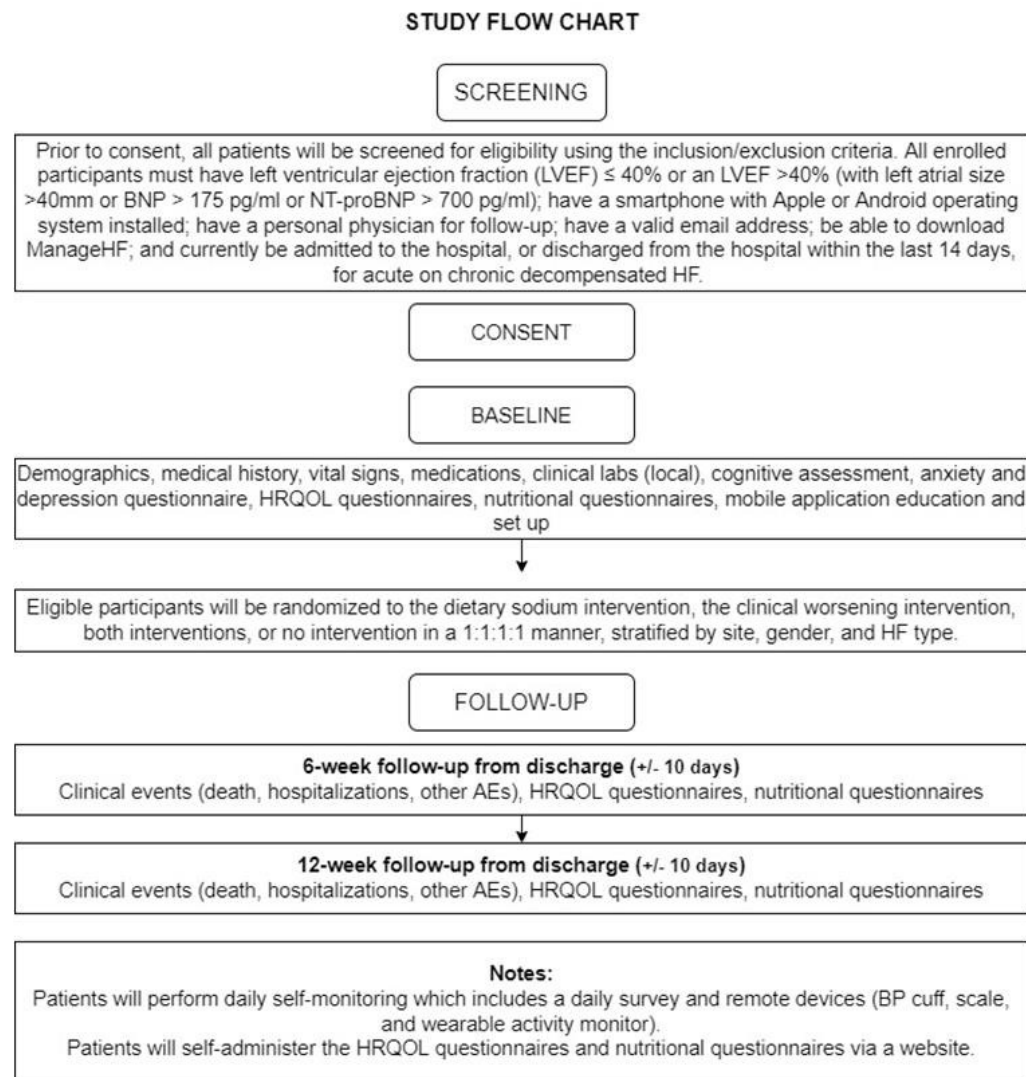 STUDY FLOW CHART
SCREENING
Prior to consent, all patients will be screened for eligibility using the inclusion/exclusion criteria. All enrolled
participants must have left ventricular ejection fraction (LVEF) ≤ 40% or an LVEF >40% (with left atrial size
>40mm or BNP > 175 pg/ml or NT-proBNP > 700 pg/ml); have a smartphone with Apple or Android operating
system installed; have a personal physician for follow-up; have a valid email address; be able to download
ManageHF; and currently be admitted to the hospital, or discharged from the hospital within the last 14 days,
for acute on chronic decompensated HF.
CONSENT
BASELINE
Demographics, medical history, vital signs, medications, clinical labs (local), cognitive assessment, anxiety and
depression questionnaire, HRQOL questionnaires, nutritional questionnaires, mobile application education and
set up
Eligible participants will be randomized to the dietary sodium intervention, the clinical worsening intervention,
both interventions, or no intervention in a 1:1:1:1 manner, stratified by site, gender, and HF type.
FOLLOW-UP
6-week follow-up from discharge (+/- 10 days)
Clinical events (death, hospitalizations, other AEs), HRQOL questionnaires, nutritional questionnaires
12-week follow-up from discharge (+/- 10 days)
Clinical events (death, hospitalizations, other AEs), HRQOL questionnaires, nutritional questionnaires
Notes:
Patients will perform daily self-monitoring which includes a daily survey and remote devices (BP cuff, scale,
and wearable activity monitor).
Patients will self-administer the HRQOL questionnaires and nutritional questionnaires via a website.